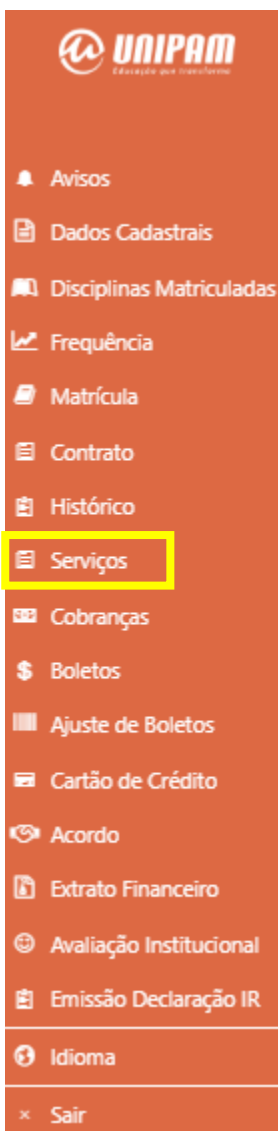 UNIPAM
Educação que transforma
Avisos
Dados Cadastrais
Disciplinas Matriculadas
Frequência
Matrícula
Contrato
Histórico
Serviços
Cobranças
Boletos
Ajuste de Boletos
Cartão de Crédito
Acordo
Extrato Financeiro
Avaliação Institucional
Emissão Declaração IR
Idioma
Sair